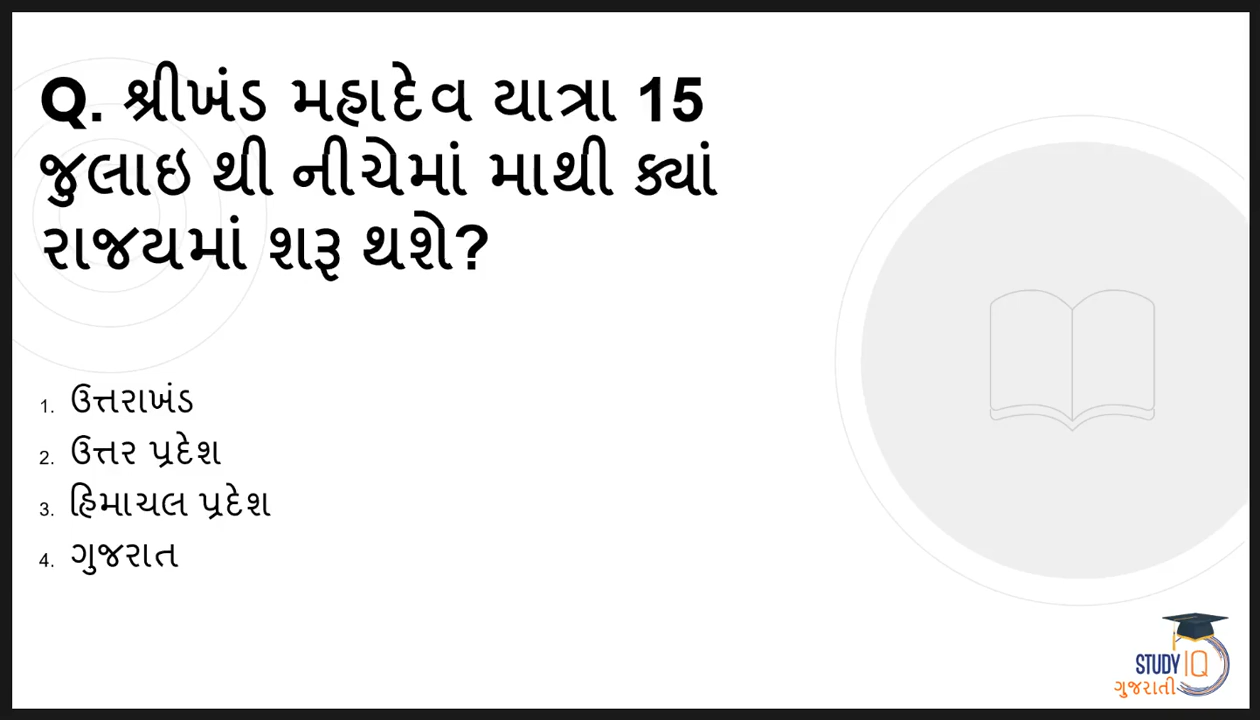 Q. શ્રીખંડ મહાદેવ યાત્રા 15
જુલાઇ થી નીચેમાં માથી ક્યાં
રાજયમાં શરૂ થશે?
1. ઉત્તરાખંડ
2. ઉત્તર પ્રદેશ
3. હિમાચલ પ્રદેશ
4. ગુજરાત
STUDY IQ
ગુજરાતી